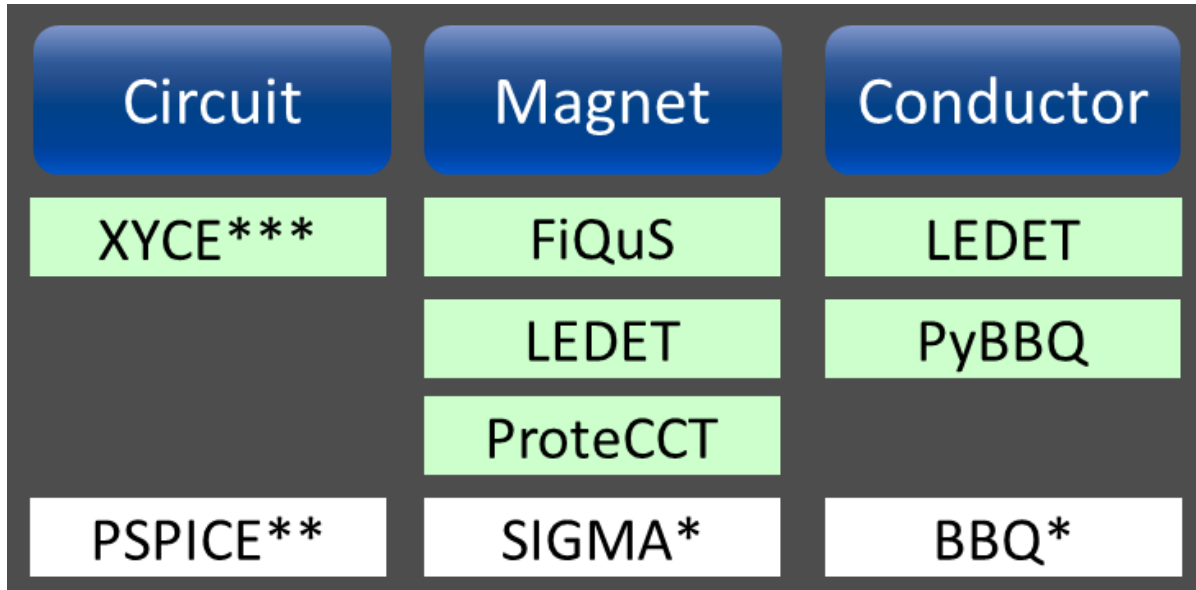 Circuit Magnet Conductor
XYCE*** FiQuS LEDET
LEDET PyBBQ
ProteCCT
PSPICE** SIGMA* BBQ*